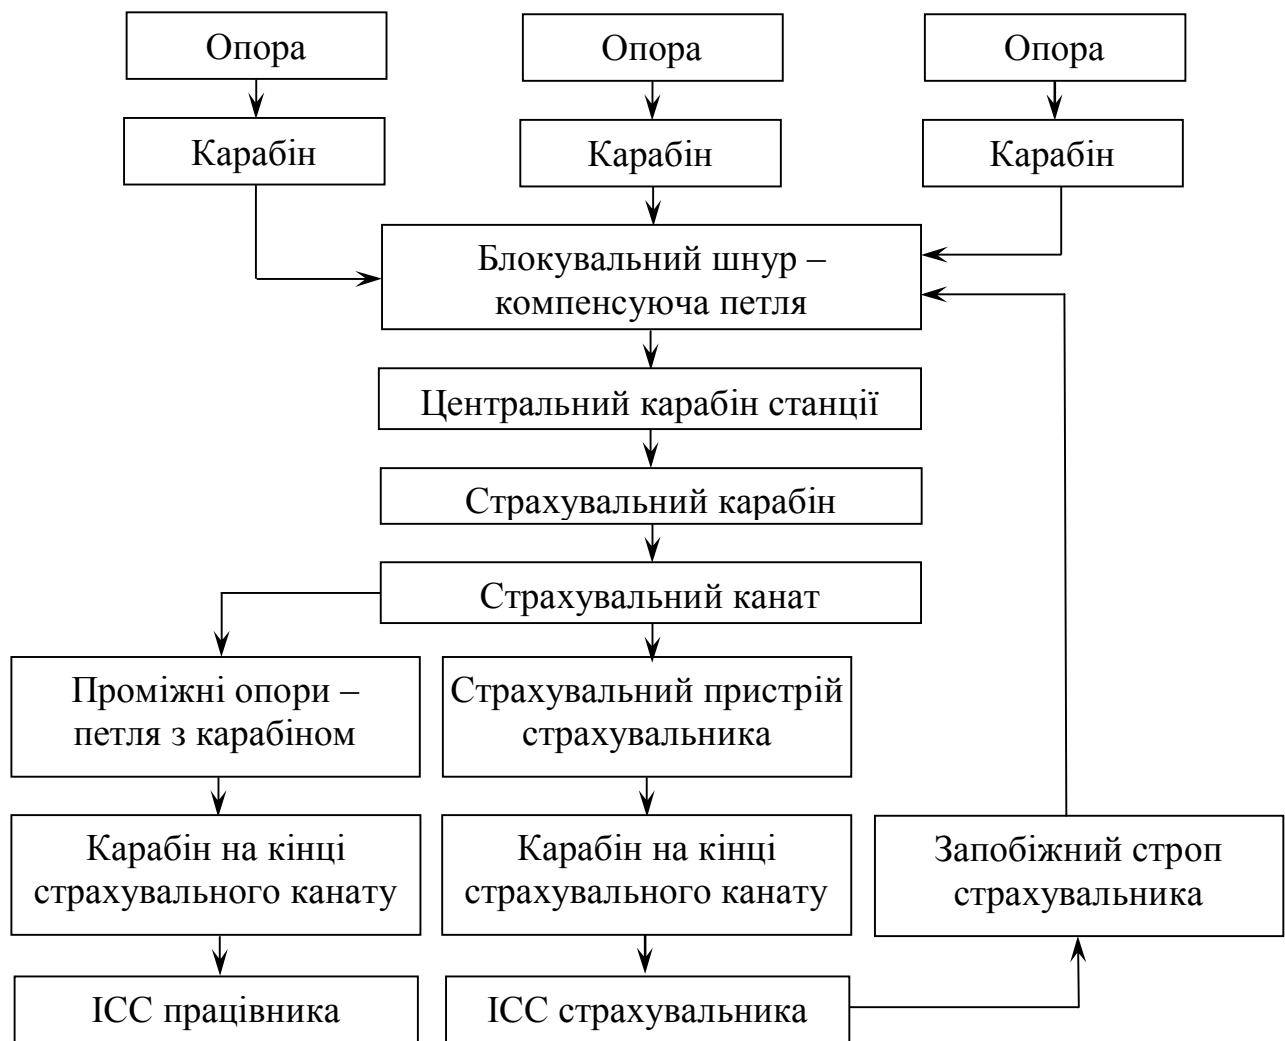 Опора
Опора
Опора
Карабін
Карабін
Карабін
Блокувальний шнур –
компенсуюча петля
Центральний карабін станції
Страхувальний карабін
Страхувальний канат
Проміжні опори –
петля з карабіном
Страхувальний пристрій
страхувальника
Карабін на кінці
страхувального канату
Карабін на кінці
страхувального канату
Запобіжний строп
страхувальника
ІСС працівника
ІСС страхувальника